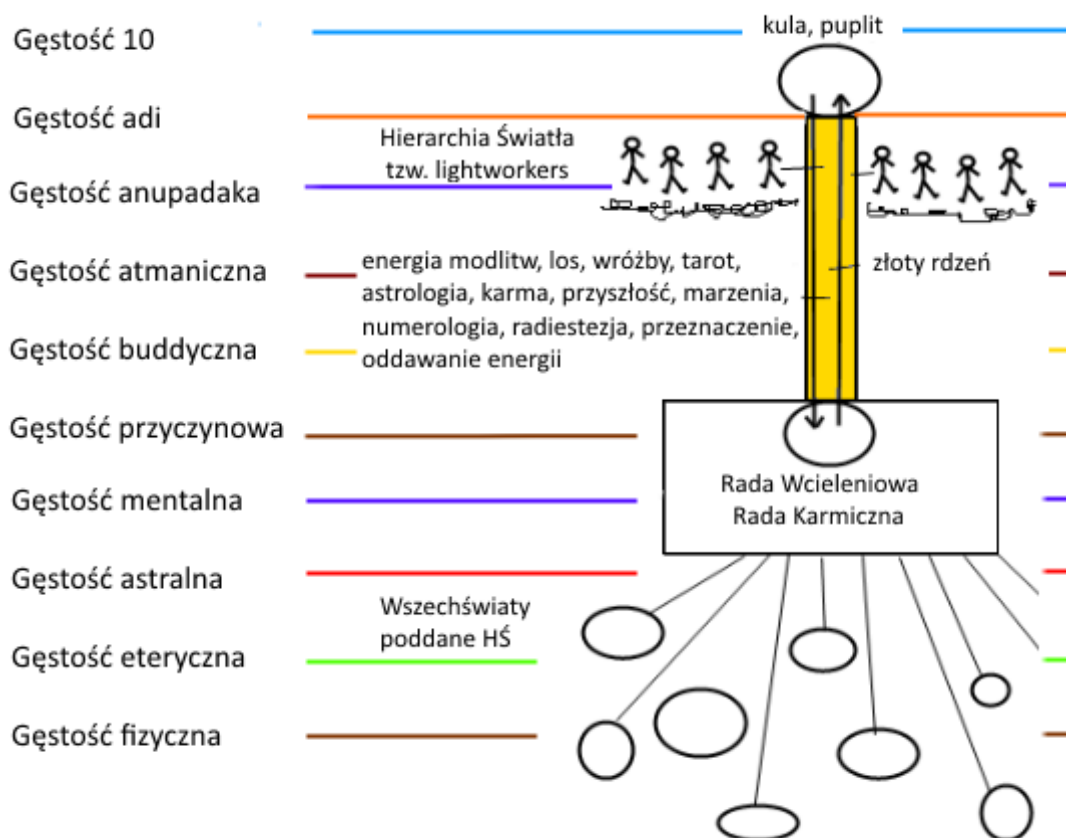 Gęstość 10
kula, puplit
Gęstość adi
Hierarchia Światła
tzw. lightworkers
Gęstość anupadaka
Gęstość atmaniczna
energia modlitw, los, wróżby, tarot,
astrologia, karma, przyszłość, marzenia,
numerologia, radiestezja, przeznaczenie,
oddawanie energii
złoty rdzeń
Gęstość buddyczna
Gęstość przyczynowa
Gęstość mentalna
Rada Wcieleniowa
Rada Karmiczna
Gęstość astralna
Wszechświaty
poddane HŚ
Gęstość eteryczna
Gęstość fizyczna